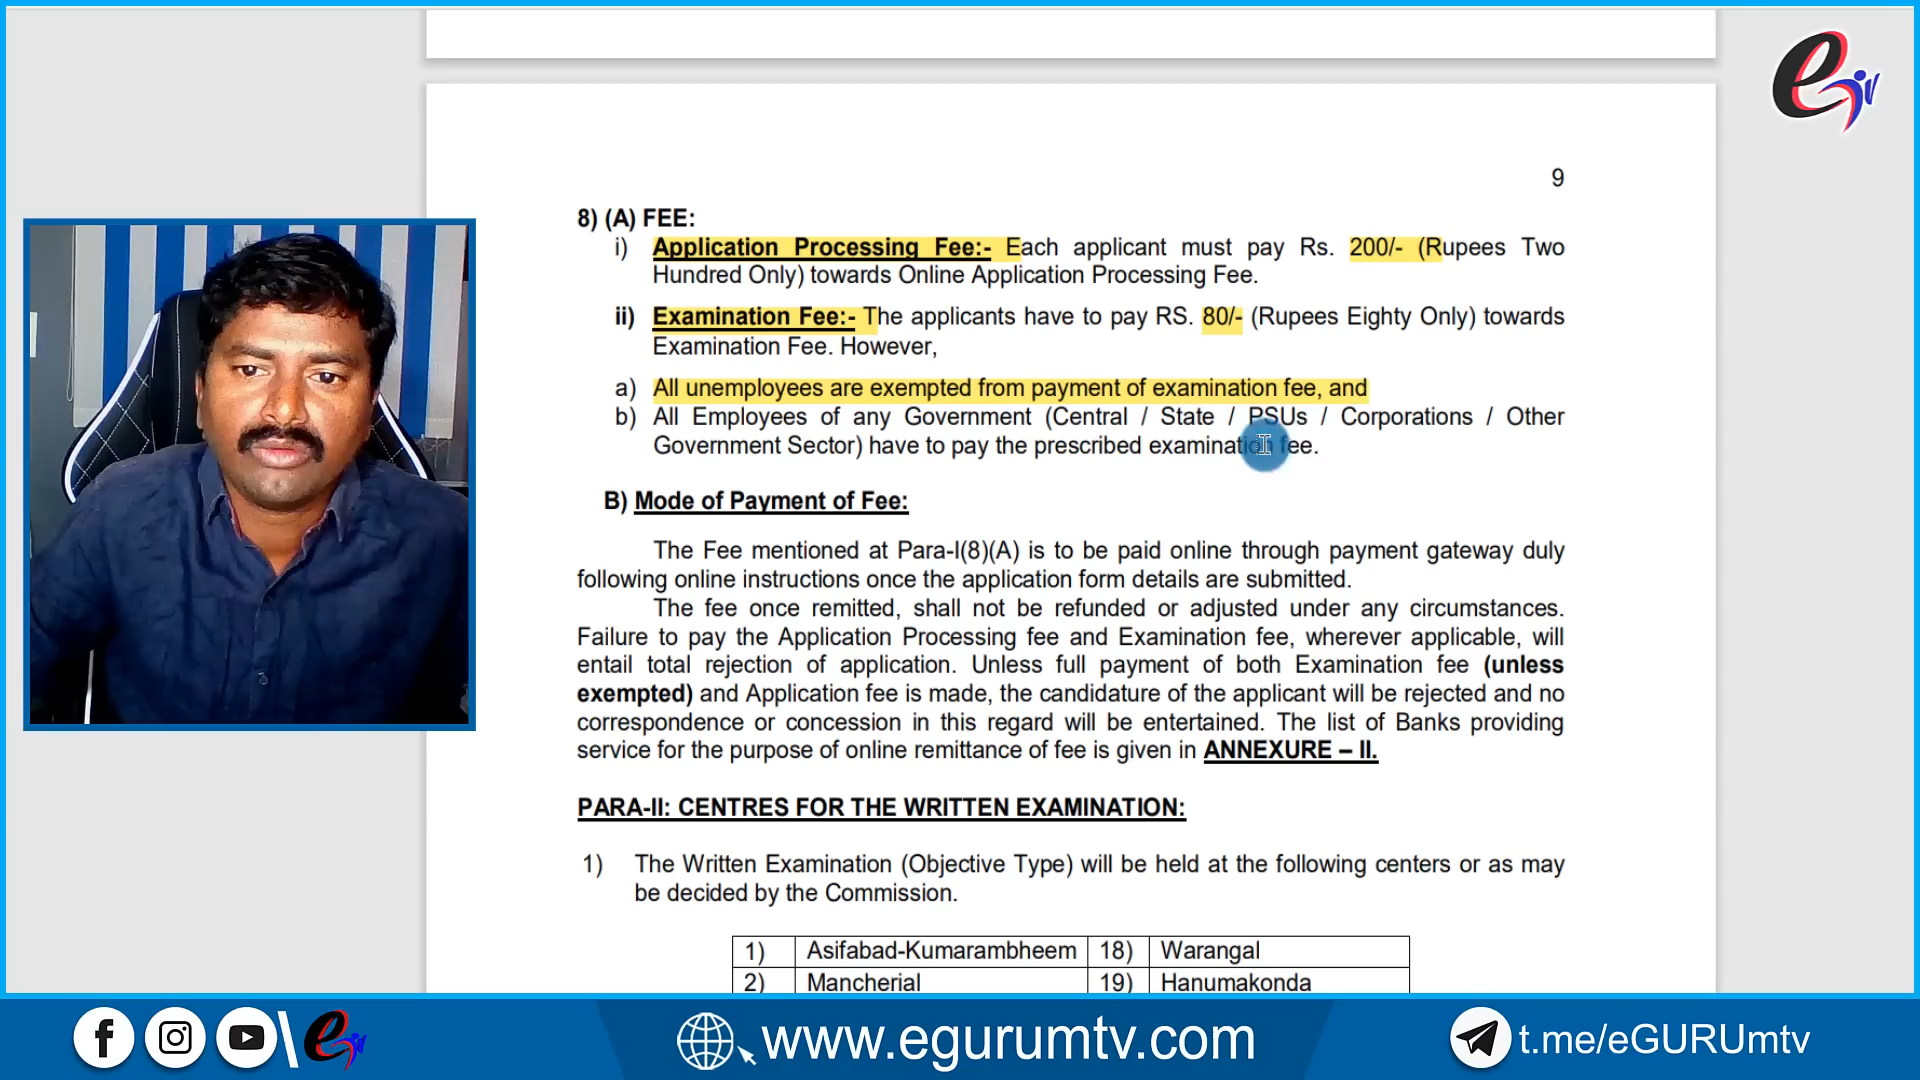 9
8) (A) FEE:
i) Application Processing Fee:- Each applicant must pay Rs. 200/- (Rupees Two
Hundred Only) towards Online Application Processing Fee.
ii) Examination Fee:- The applicants have to pay RS. 80/- (Rupees Eighty Only) towards
Examination Fee. However,
a) All unemployees are exempted from payment of examination fee, and
b) All Employees of any Government (Central / State / PSUs / Corporations / Other
Government Sector) have to pay the prescribed examination fee.
B) Mode of Payment of Fee:
The Fee mentioned at Para-I(8)(A) is to be paid online through payment gateway duly
following online instructions once the application form details are submitted.
The fee once remitted, shall not be refunded or adjusted under any circumstances.
Failure to pay the Application Processing fee and Examination fee, wherever applicable, will
entail total rejection of application. Unless full payment of both Examination fee (unless
exempted) and Application fee is made, the candidature of the applicant will be rejected and no
correspondence or concession in this regard will be entertained. The list of Banks providing
service for the purpose of online remittance of fee is given in ANNEXURE – II.
PARA-II: CENTRES FOR THE WRITTEN EXAMINATION:
1) The Written Examination (Objective Type) will be held at the following centers or as may
be decided by the Commission.
1) Asifabad-Kumarambheem 18) Warangal
2) Mancherial 19) Hanumakonda
www.egurumtv.com
t.me/eGURUmtv